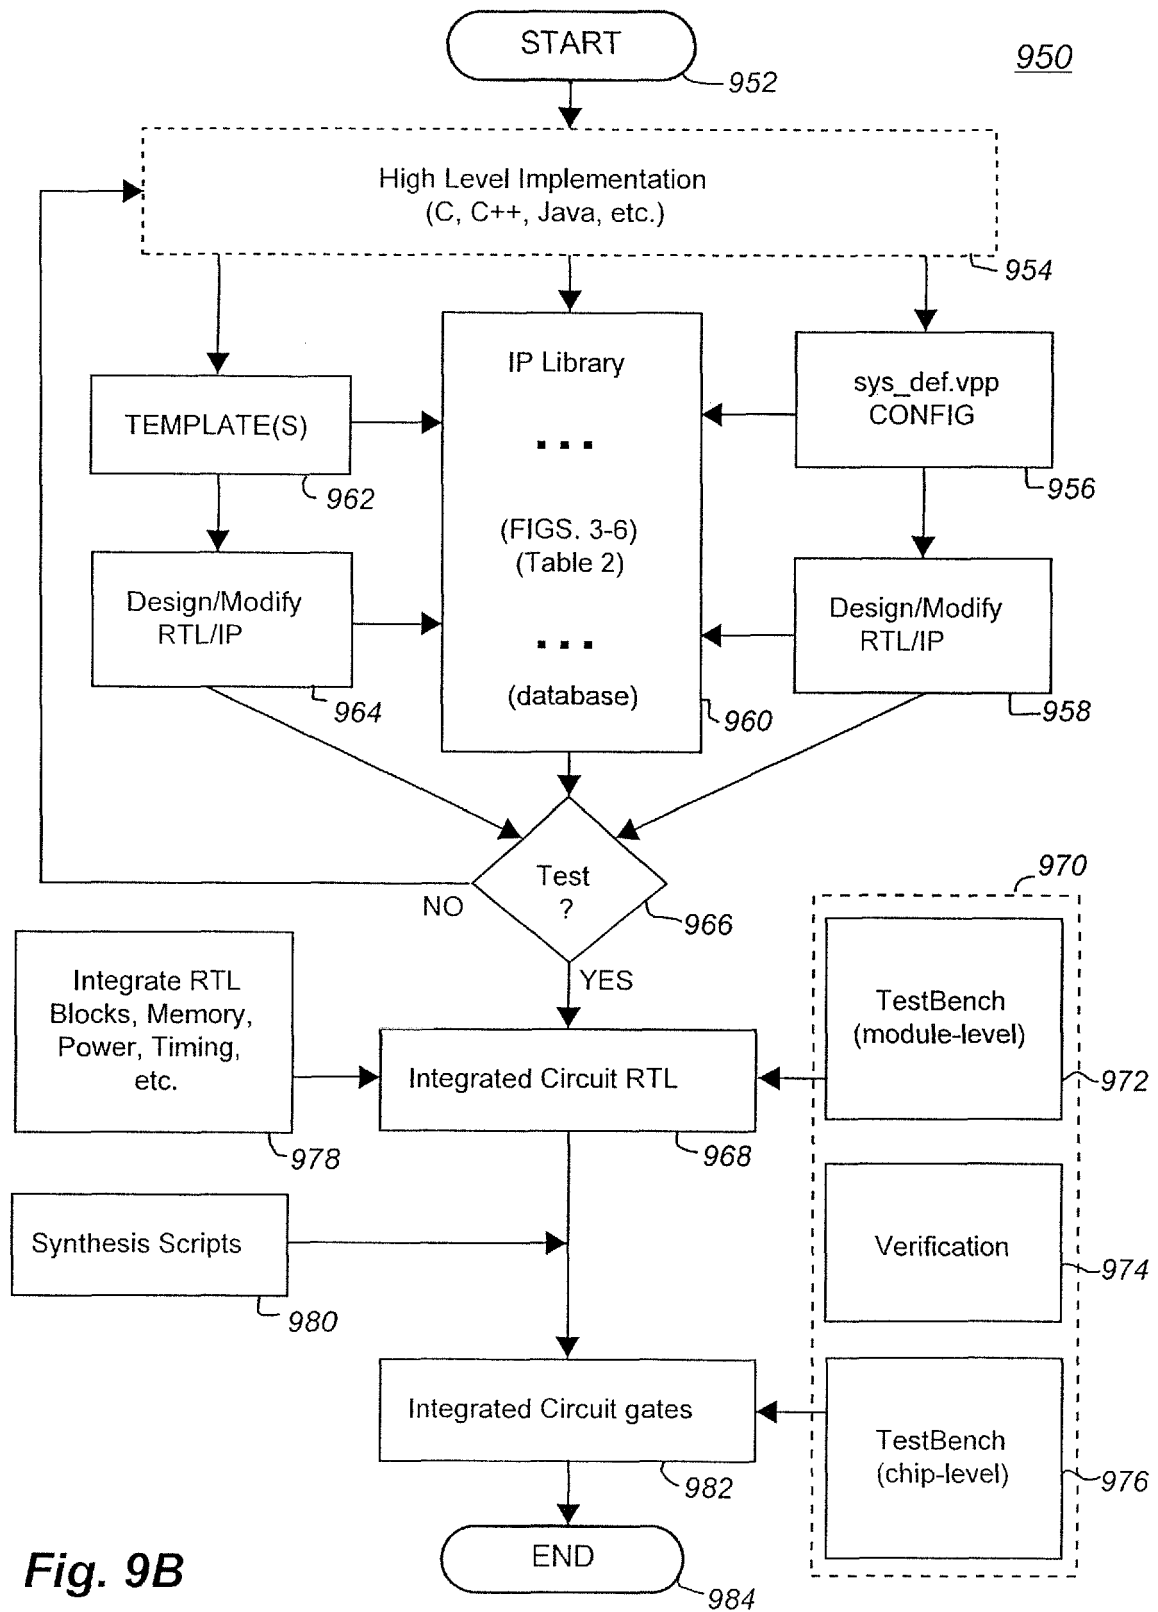 START
952
950
High Level Implementation
(C, C++, Java, etc.)
954
IP Library
sys_def.vpp
CONFIG
TEMPLATE(S)
962
956
(FIGS. 3-6)
(Table 2)
Design/Modify
RTL/IP
Design/Modify
RTL/IP
(database)
964
960
958
Test
?
NO
966
970
YES
Integrate RTL
Blocks, Memory,
Power, Timing,
etc.
TestBench
(module-level)
Integrated Circuit RTL
972
978
968
Synthesis Scripts
Verification
974
980
Integrated Circuit gates
TestBench
(chip-level)
982
976
END
984
Fig. 9B